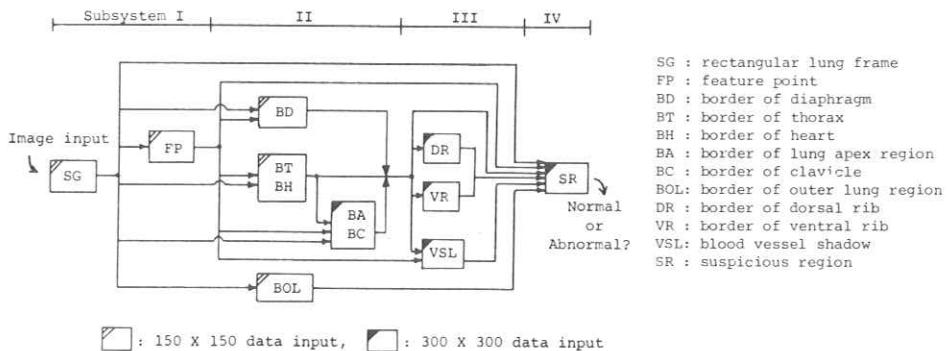 Subsystem I II III IV
Image input
SG
FP
BD
BT
BH
BA
BC
BOL
DR
VR
VSL
SR
Normal
or
Abnormal?
SG : rectangular lung frame
FP : feature point
BD : border of diaphragm
BT : border of thorax
BH : border of heart
BA : border of lung apex region
BC : border of clavicle
BOL: border of outer lung region
DR : border of dorsal rib
VR : border of ventral rib
VSL: blood vessel shadow
SR : suspicious region
: 150 X 150 data input, : 300 X 300 data input